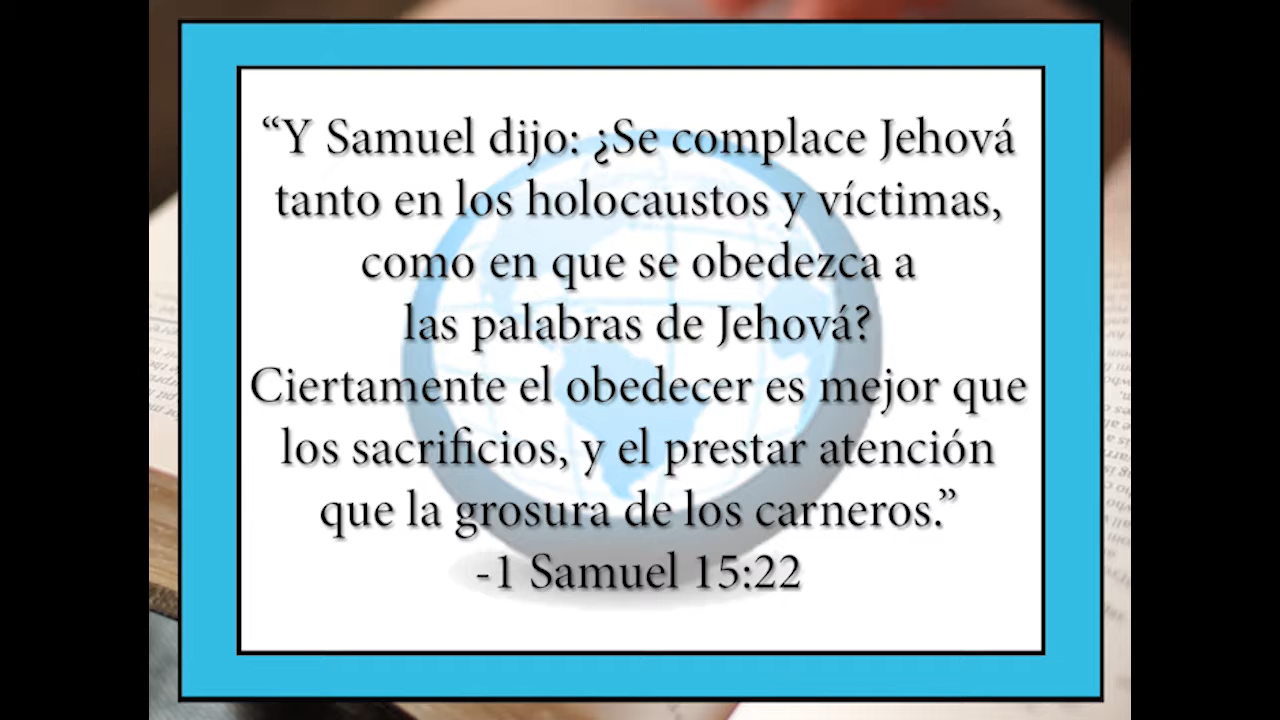 “Y Samuel dijo: ¿Se complace Jehová
tanto en los holocaustos y víctimas,
como en que se obedezca a
las palabras de Jehová?
Ciertamente el obedecer es mejor que
los sacrificios, y el prestar atención
que la grosura de los carneros.”
-1 Samuel 15:22